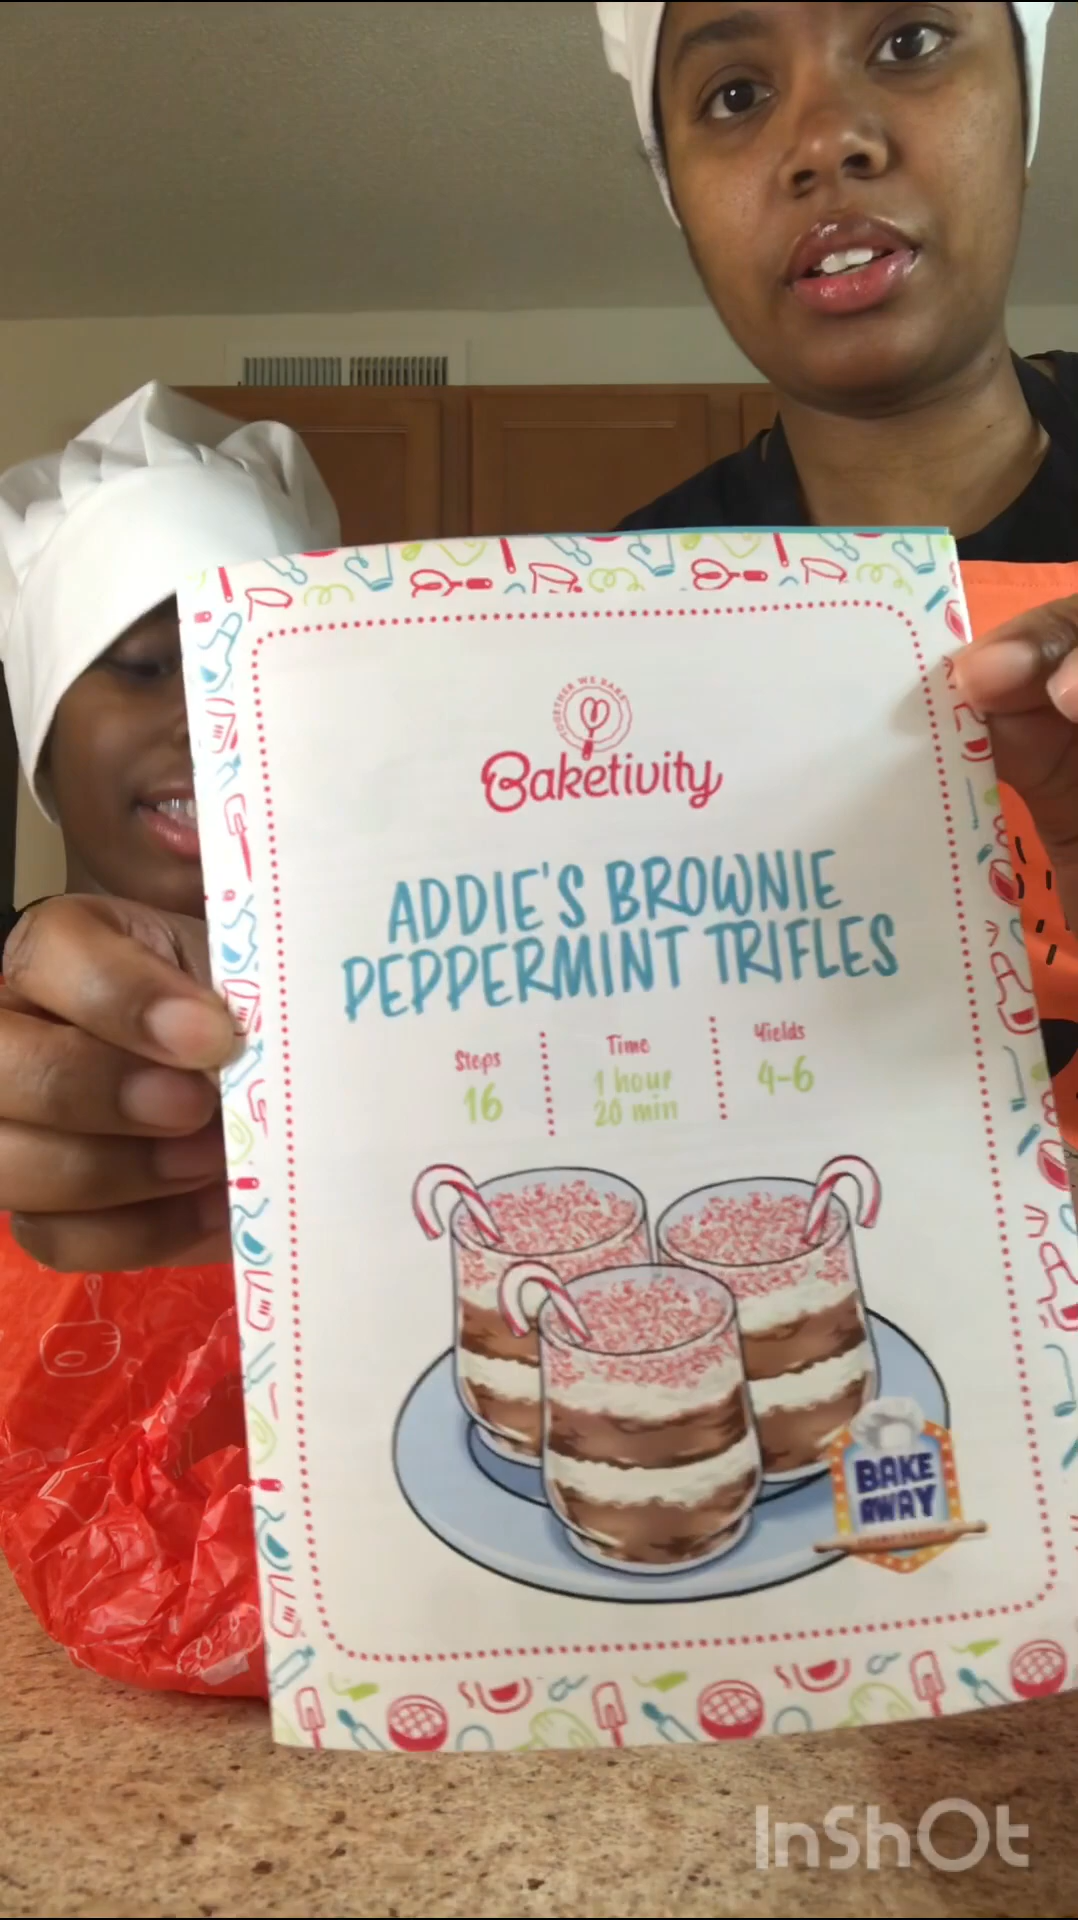 TOGETHER WE BAKE
Baketivity
ADDIE'S BROWNIE
PEPPERMINT TRIFLES
Steps
16
Time
1 hour
20 min
Yields
4-6
BAKE
AWAY
InShOt